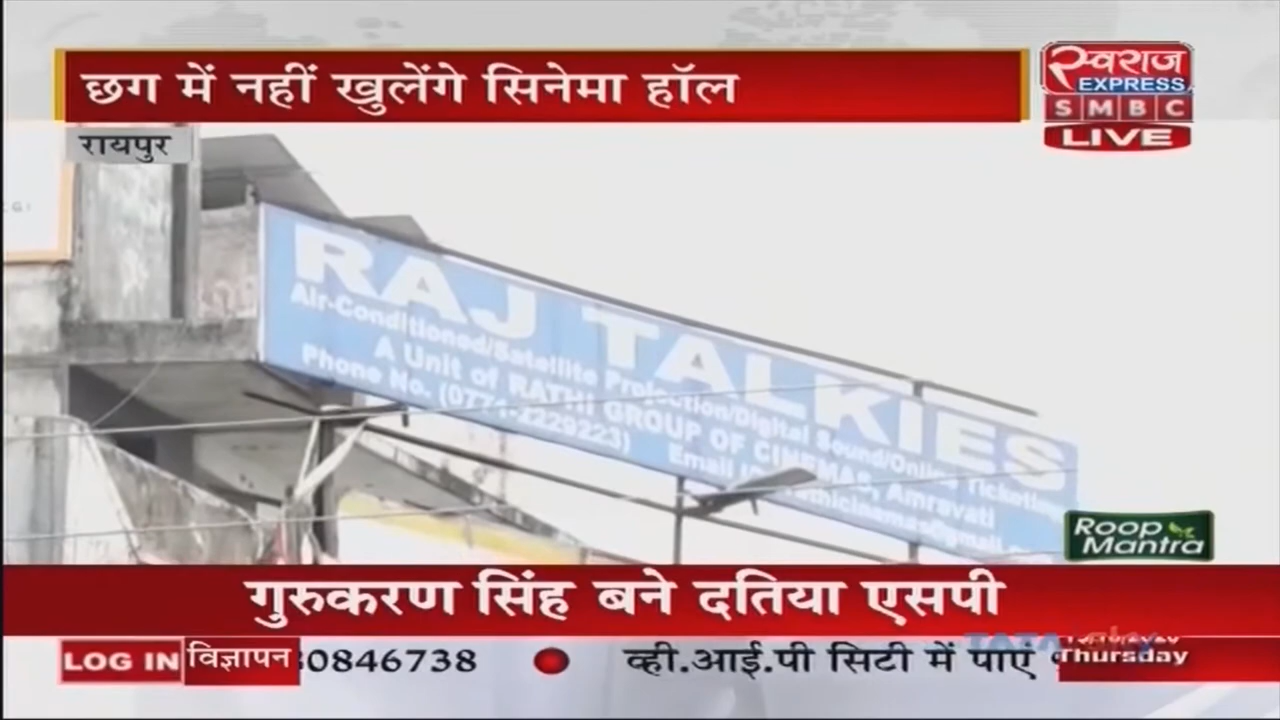 छग में नहीं खुलेंगे सिनेमा हॉल
स्वराज
EXPRESS
SMBC
LIVE
रायपुर
RAJ TALKIES
Air-Conditioned/Satellite Projection/Digital Sound/Online Ticketing
A Unit of RATHI GROUP OF CINEMAS, Amravati
Phone No. (0771-2229223) Email
Roop
Mantra
गुरुकरण सिंह बने दतिया एसपी
TATA
LOG IN विज्ञापन 30846738 व्ही.आई.पी सिटी में पाएं
Thursday